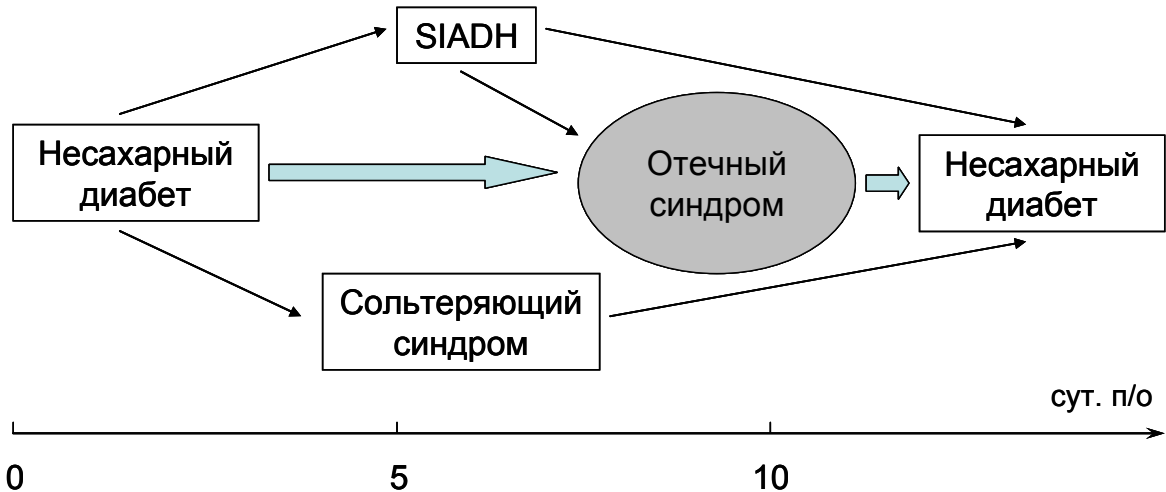 SIADH
Несахарный
диабет
Отечный
синдром
Несахарный
диабет
Сольтеряющий
синдром
сут. п/о
0
5
10